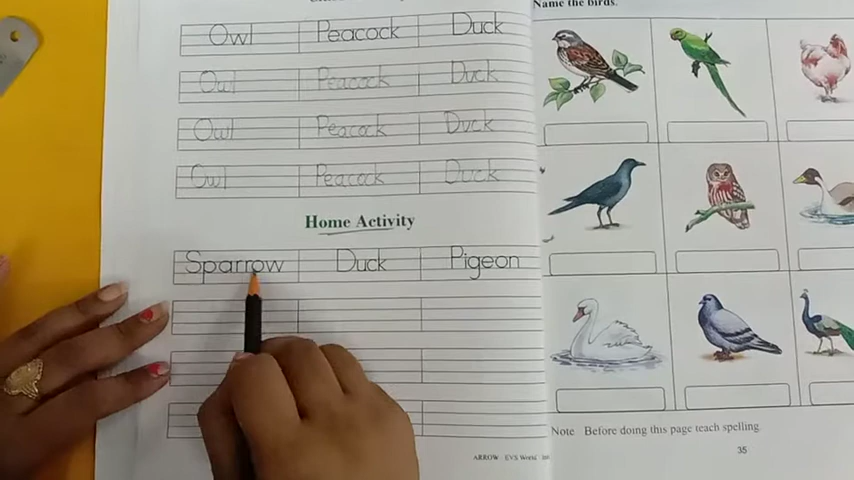 Owl Peacock Duck
Owl Peacock Duck
Owl Peacock Duck
Owl Peacock Duck
Home Activity
Sparrow Duck Pigeon
ARROW EVS World
Name the birds.
Note Before doing this page teach spelling.
35